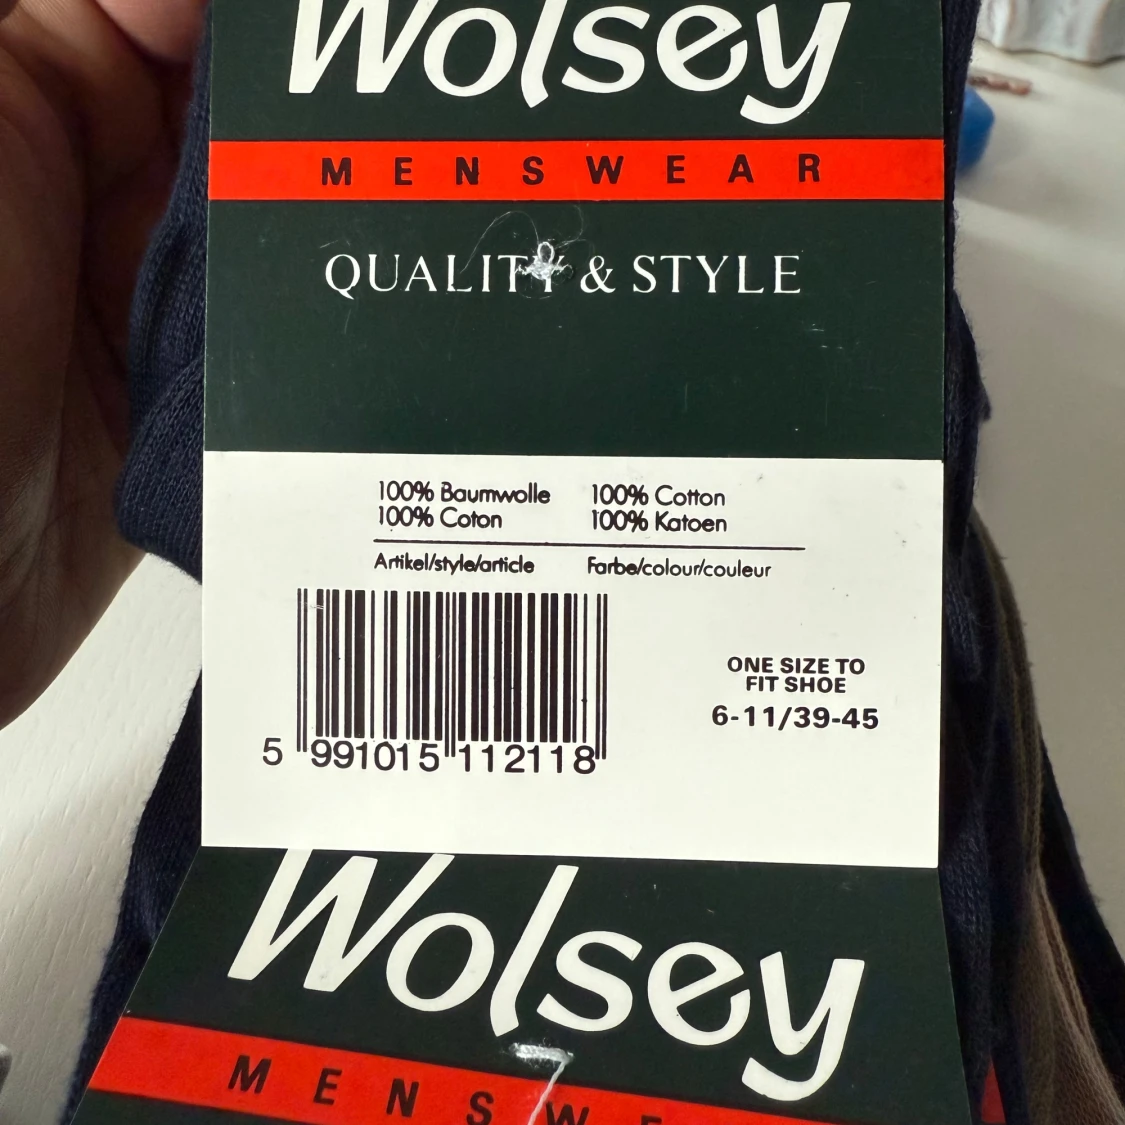 Wolsey
MENSWEAR
QUALITY & STYLE
100% Baumwolle 100% Cotton
100% Coton 100% Katoen
Artikel/style/article Farbe/colour/couleur
ONE SIZE TO
FIT SHOE
6-11/39-45
5 991015 112118
Wolsey
MENSWE